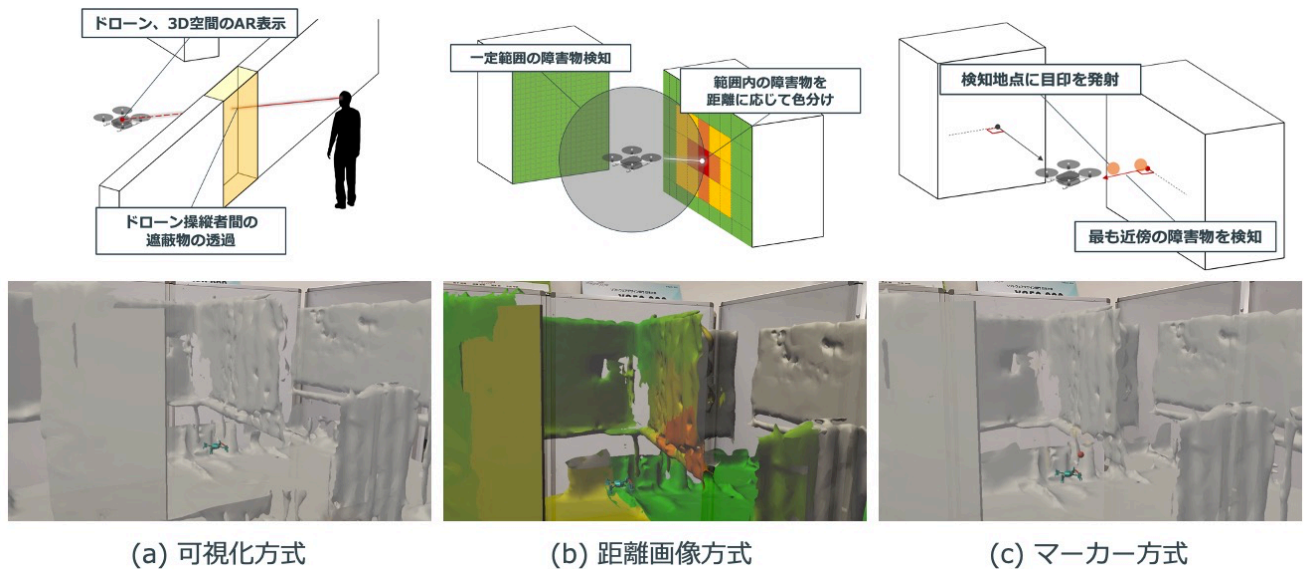 ドローン、3D空間のAR表示
ドローン操縦者間の
遮蔽物の透過
一定範囲の障害物検知
範囲内の障害物を
距離に応じて色分け
検知地点に目印を発射
最も近傍の障害物を検知
(a) 可視化方式
(b) 距離画像方式
(c) マーカー方式